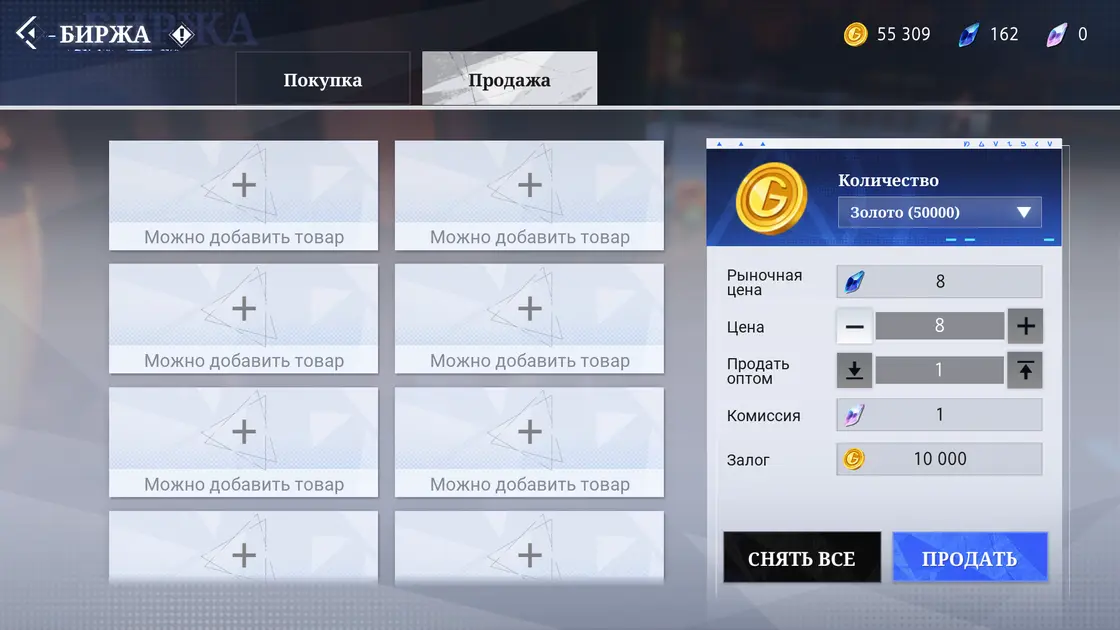 БИРЖА
55 309
162
0
Покупка
Продажа
Можно добавить товар
Можно добавить товар
Можно добавить товар
Можно добавить товар
Можно добавить товар
Можно добавить товар
Количество
Золото (50000)
Рыночная
цена
8
Цена
8
Продать
оптом
1
Комиссия
1
Залог
10 000
СНЯТЬ ВСЕ
ПРОДАТЬ